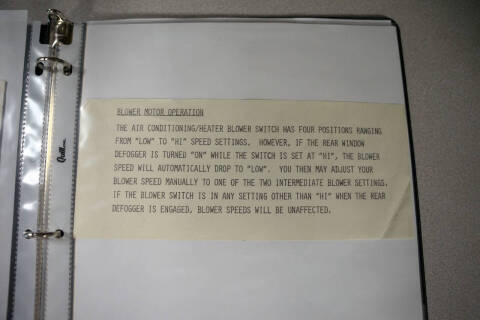 BLOWER MOTOR OPERATION
THE AIR CONDITIONING/HEATER BLOWER SWITCH HAS FOUR POSITIONS RANGING
FROM "LOW" TO "HI" SPEED SETTINGS. HOWEVER, IF THE REAR WINDOW
DEFOGGER IS TURNED "ON" WHILE THE SWITCH IS SET AT "HI", THE BLOWER
SPEED WILL AUTOMATICALLY DROP TO "LOW". YOU THEN MAY ADJUST YOUR
BLOWER SPEED MANUALLY TO ONE OF THE TWO INTERMEDIATE BLOWER SETTINGS.
IF THE BLOWER SWITCH IS IN ANY SETTING OTHER THAN "HI" WHEN THE REAR
DEFOGGER IS ENGAGED, BLOWER SPEEDS WILL BE UNAFFECTED.
Quill